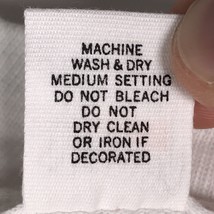 MACHINE
WASH & DRY
MEDIUM SETTING
DO NOT BLEACH
DO NOT
DRY CLEAN
OR IRON IF
DECORATED